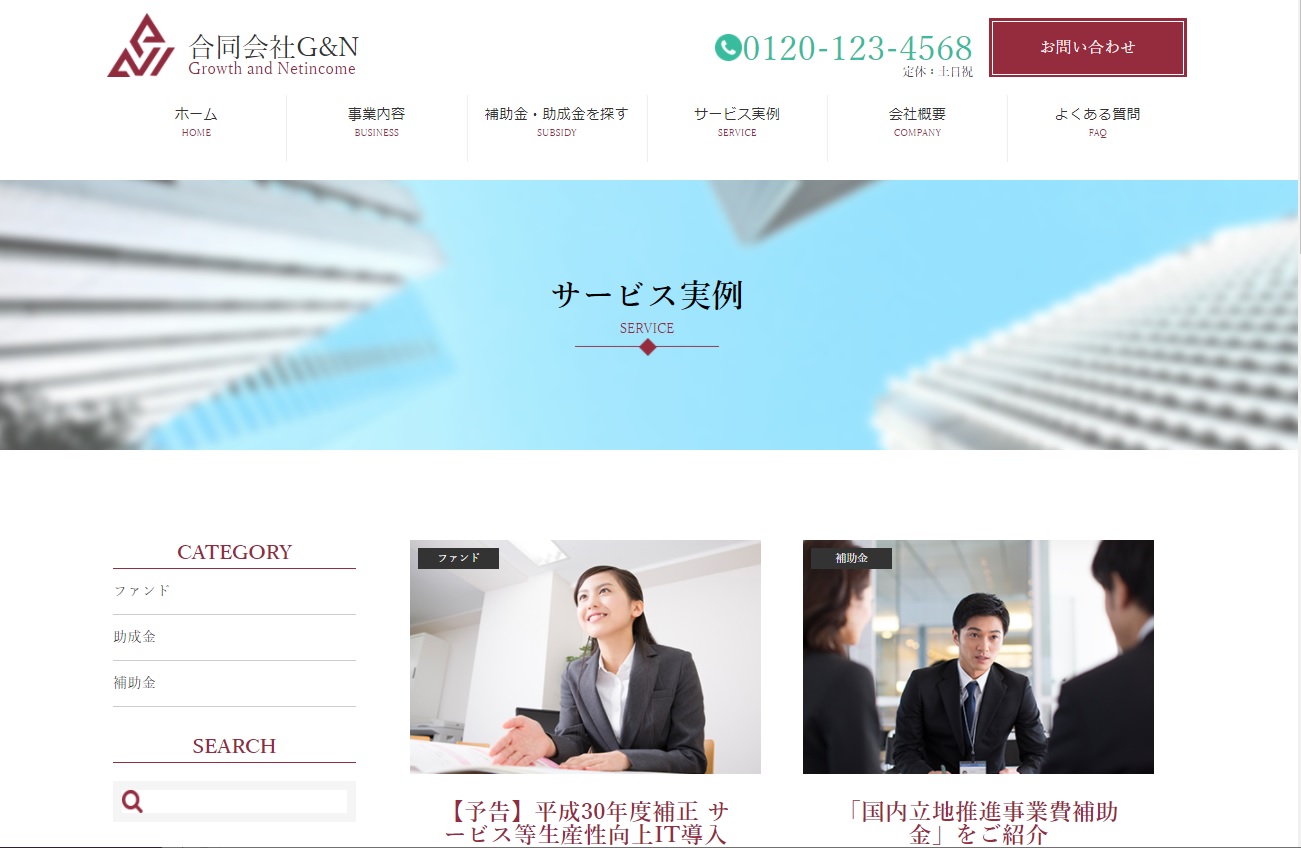 合同会社G&N
Growth and Netincome
0120-123-4568
定休：土日祝
お問い合わせ
ホーム
HOME
事業内容
BUSINESS
補助金・助成金を探す
SUBSIDY
サービス実例
SERVICE
会社概要
COMPANY
よくある質問
FAQ
サービス実例
SERVICE
CATEGORY
ファンド
助成金
補助金
SEARCH
ファンド
【予告】平成30年度補正 サ
ービス等生産性向上IT導入
補助金
「国内立地推進事業費補助
金」をご紹介